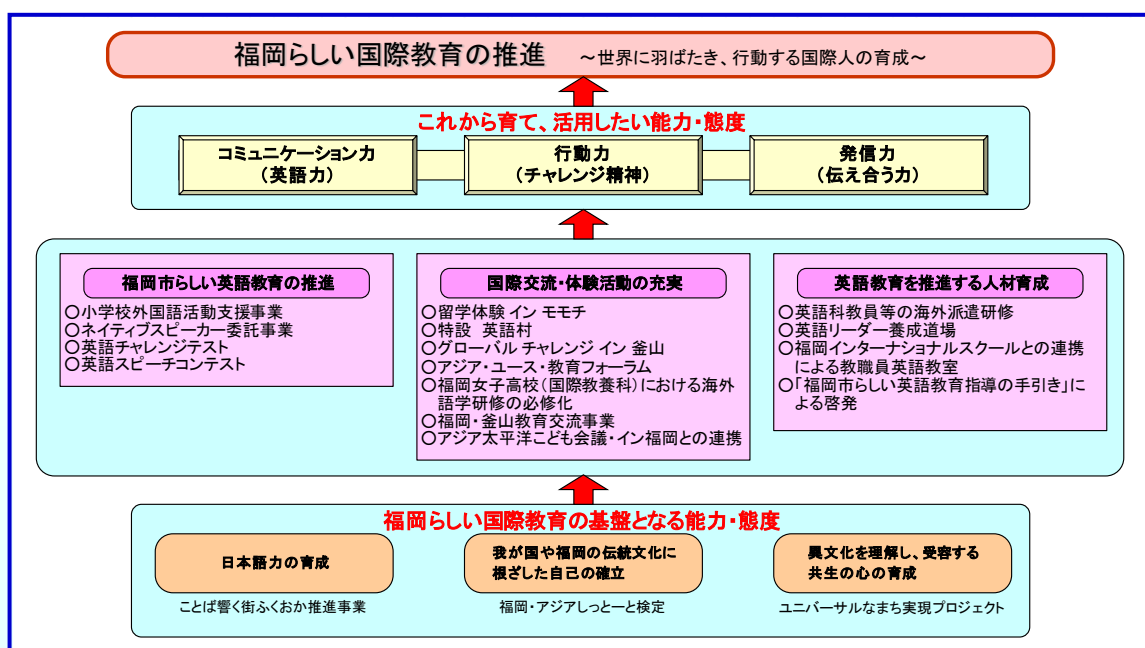 福岡らしい国際教育の推進 ～世界に羽ばたき、行動する国際人の育成～
これから育て、活用したい能力・態度
コミュニケーション力
（英語力）
行動力
（チャレンジ精神）
発信力
（伝え合う力）
福岡市らしい英語教育の推進
○小学校外国語活動支援事業
○ネイティブスピーカー委託事業
○英語チャレンジテスト
○英語スピーチコンテスト
国際交流・体験活動の充実
○留学体験 イン モモチ
○特設 英語村
○グローバル チャレンジ イン 釜山
○アジア・ユース・教育フォーラム
○福岡女子高校（国際教養科）における海外
語学研修の必修化
○福岡・釜山教育交流事業
○アジア太平洋こども会議・イン福岡との連携
英語教育を推進する人材育成
○英語科教員等の海外派遣研修
○英語リーダー養成道場
○福岡インターナショナルスクールとの連携
による教職員英語教室
○「福岡市らしい英語教育指導の手引き」に
よる啓発
福岡らしい国際教育の基盤となる能力・態度
日本語力の育成
ことば響く街ふくおか推進事業
我が国や福岡の伝統文化に
根ざした自己の確立
福岡・アジアしっとーと検定
異文化を理解し、受容する
共生の心の育成
ユニバーサルなまち実現プロジェクト